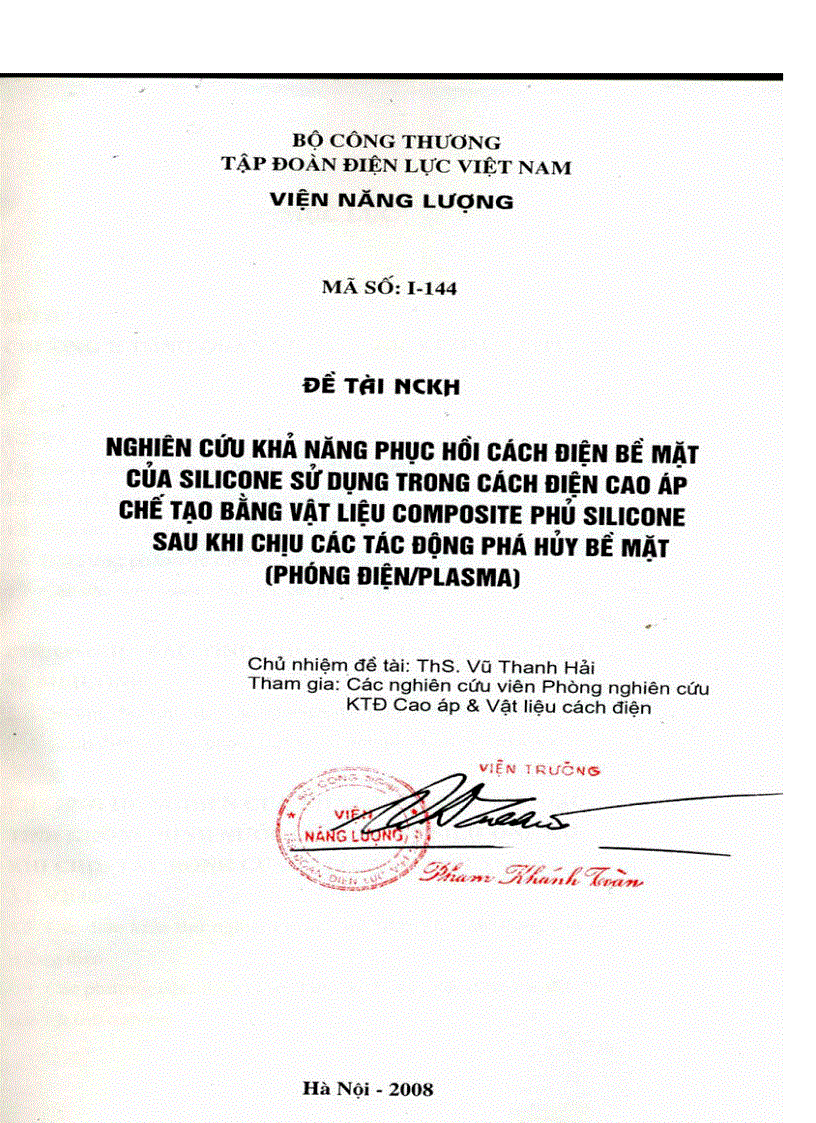 BỘ CÔNG THƯƠNG
TẬP ĐOÀN ĐIỆN LỰC VIỆT NAM
VIỆN NĂNG LƯỢNG
MÃ SỐ: I-144
ĐỀ TÀI NCKH
NGHIÊN CỨU KHẢ NĂNG PHỤC HỒI CÁCH ĐIỆN BỀ MẶT
CỦA SILICONE SỬ DỤNG TRONG CÁCH ĐIỆN CAO ÁP
CHẾ TẠO BẰNG VẬT LIỆU COMPOSITE PHỦ SILICONE
SAU KHI CHỊU CÁC TÁC ĐỘNG PHÁ HỦY BỀ MẶT
(PHÓNG ĐIỆN/PLASMA)
Chủ nhiệm đề tài: ThS. Vũ Thanh Hải
Tham gia: Các nghiên cứu viên Phòng nghiên cứu
KTĐ Cao áp & Vật liệu cách điện
VIỆN TRƯỞNG
VIỆN
NĂNG LƯỢNG
Phạm Khánh Toàn
Hà Nội - 2008